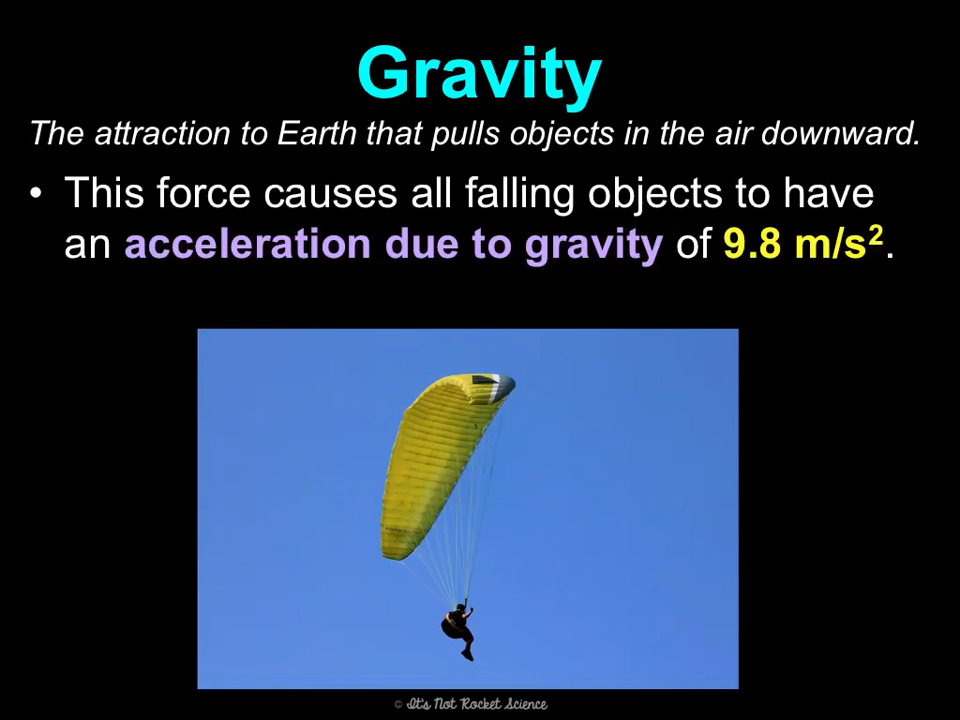 Gravity
The attraction to Earth that pulls objects in the air downward.
• This force causes all falling objects to have
an acceleration due to gravity of 9.8 m/s².
© It's Not Rocket Science